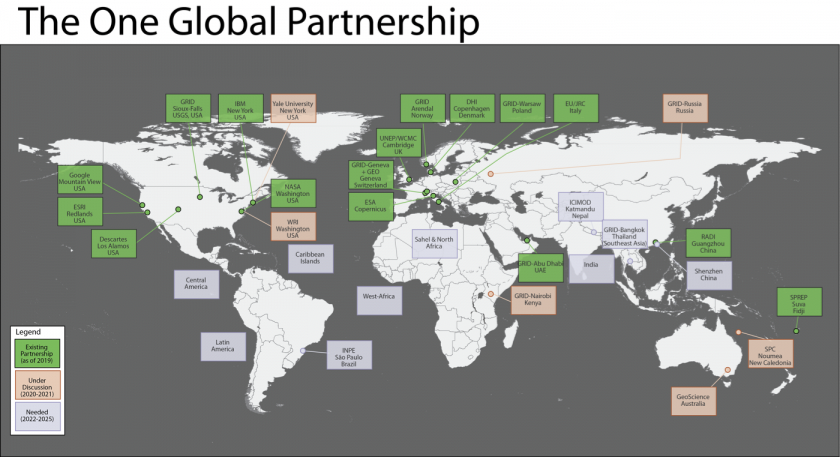 The One Global Partnership
GRID
Sioux-Falls
USGS, USA
IBM
New York
USA
Yale University
New York
USA
GRID
Arendal
Norway
DHI
Copenhagen
Denmark
GRID-Warsaw
Poland
EU/JRC
Italy
GRID-Russia
Russia
UNEP/WCMC
Cambridge
UK
GRID-Geneva
+ GEO
Geneva
Switzerland
ESA
Copernicus
Google
Mountain View
USA
ESRI
Redlands
USA
Descartes
Los Alamos
USA
NASA
Washington
USA
WRI
Washington
USA
Caribbean
Islands
Central
America
Sahel & North
Africa
ICIMOD
Katmandu
Nepal
GRID-Bangkok
Thailand
(Southeast Asia)
RADI
Guangzhou
China
Shenzhen
China
India
GRID-Abu Dhabi
UAE
West-Africa
GRID-Nairobi
Kenya
SPREP
Suva
Fidji
Latin
America
INPE
São Paulo
Brazil
SPC
Noumea
New Caledonia
GeoScience
Australia
Legend
Existing
Partnership
(as of 2019)
Under
Discussion
(2020-2021)
Needed
(2022-2025)